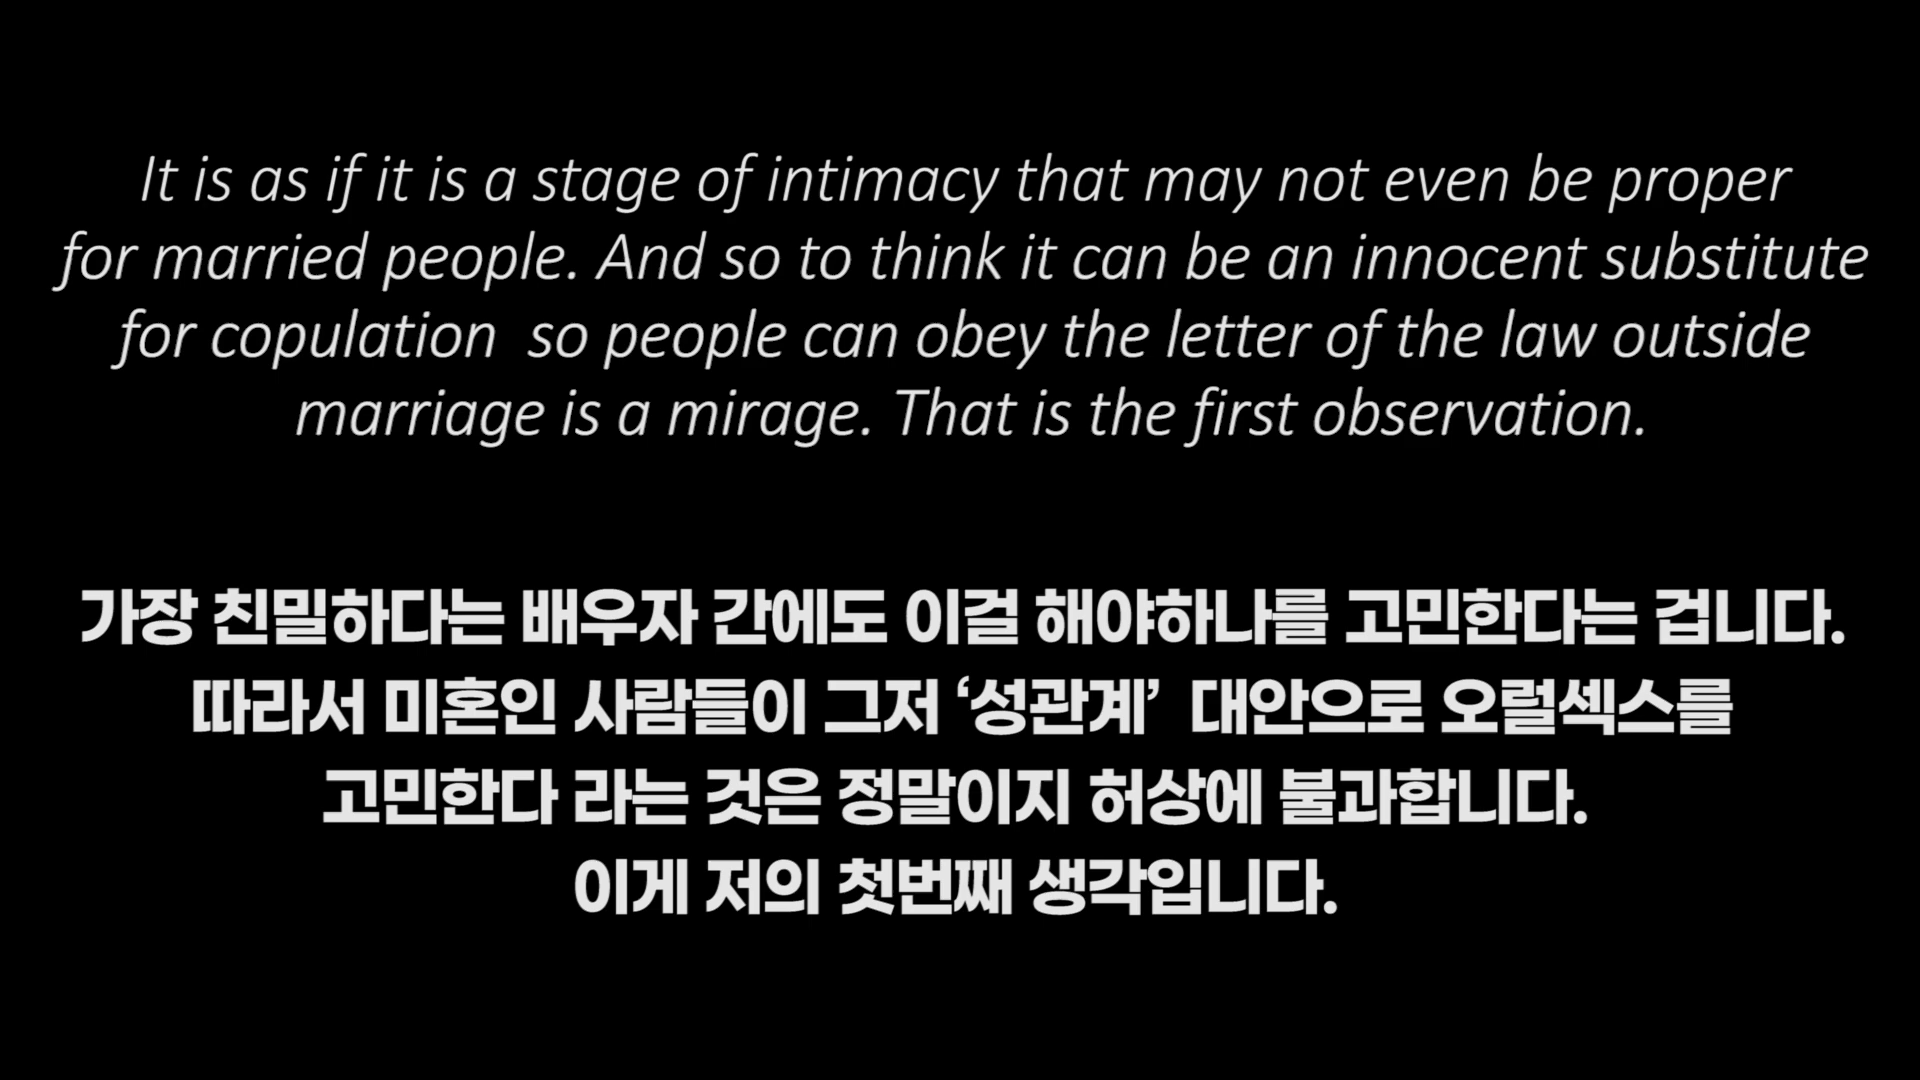 It is as if it is a stage of intimacy that may not even be proper
for married people. And so to think it can be an innocent substitute
for copulation  so people can obey the letter of the law outside
marriage is a mirage. That is the first observation.
가장 친밀하다는 배우자 간에도 이걸 해야하나를 고민한다는 겁니다.
따라서 미혼인 사람들이 그저 ‘성관계’ 대안으로 오럴섹스를
고민한다 라는 것은 정말이지 허상에 불과합니다.
이게 저의 첫번째 생각입니다.